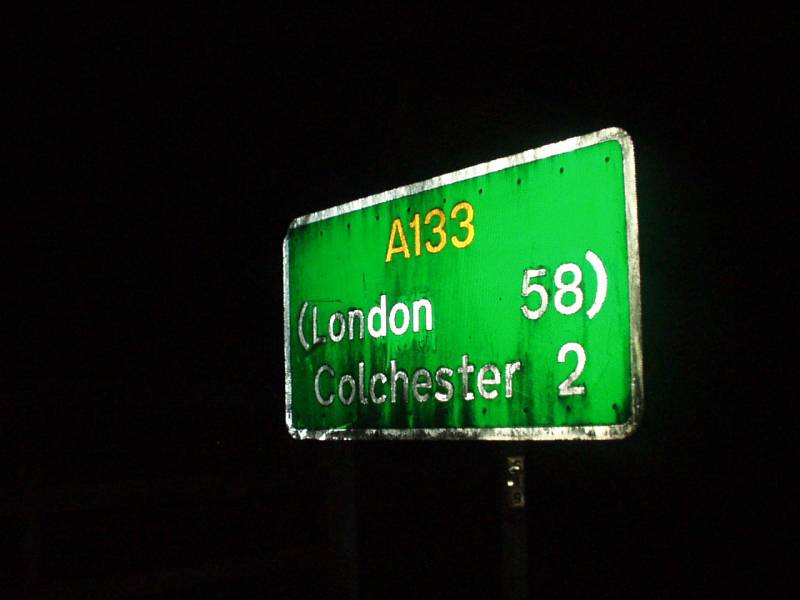 A133
(London 58)
Colchester 2